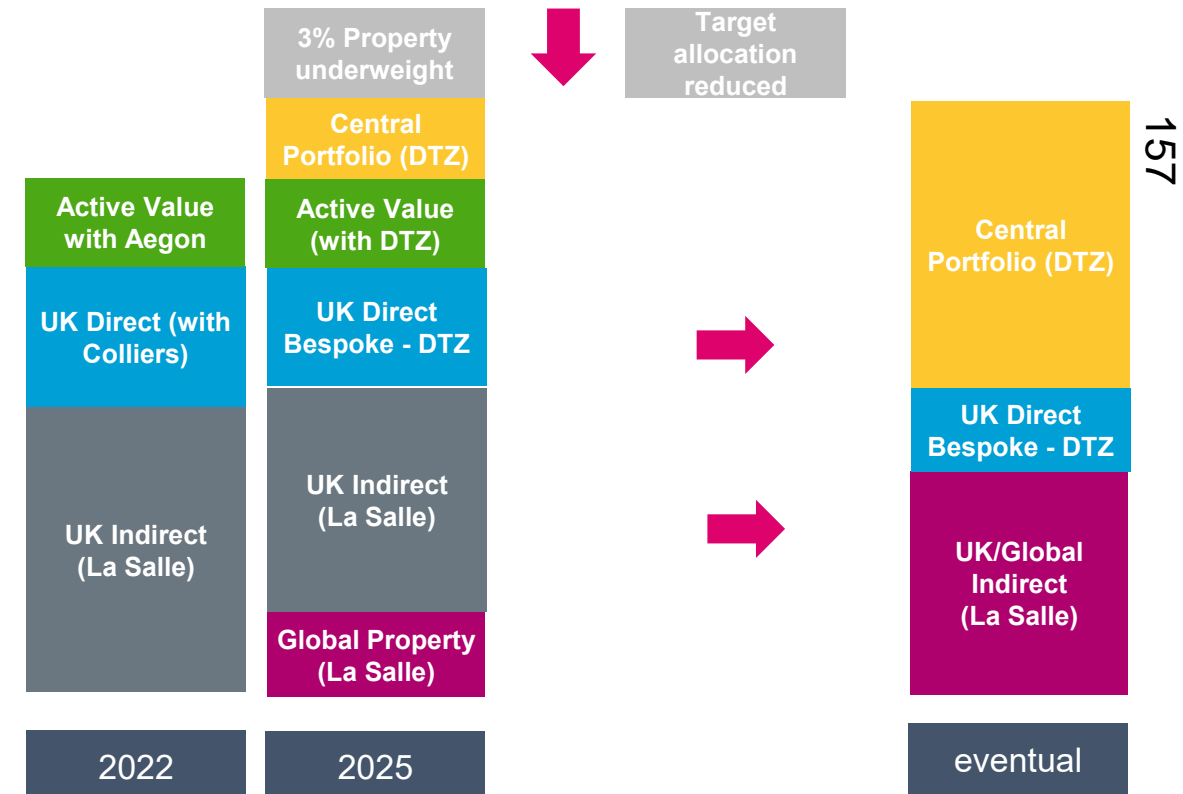 3% Property
underweight
Target
allocation
reduced
Central
Portfolio (DTZ)
Active Value
with Aegon
Active Value
(with DTZ)
UK Direct (with
Colliers)
UK Direct
Bespoke - DTZ
UK Indirect
(La Salle)
UK Indirect
(La Salle)
Global Property
(La Salle)
Central
Portfolio (DTZ)
UK Direct
Bespoke - DTZ
UK/Global
Indirect
(La Salle)
2022
2025
eventual
157